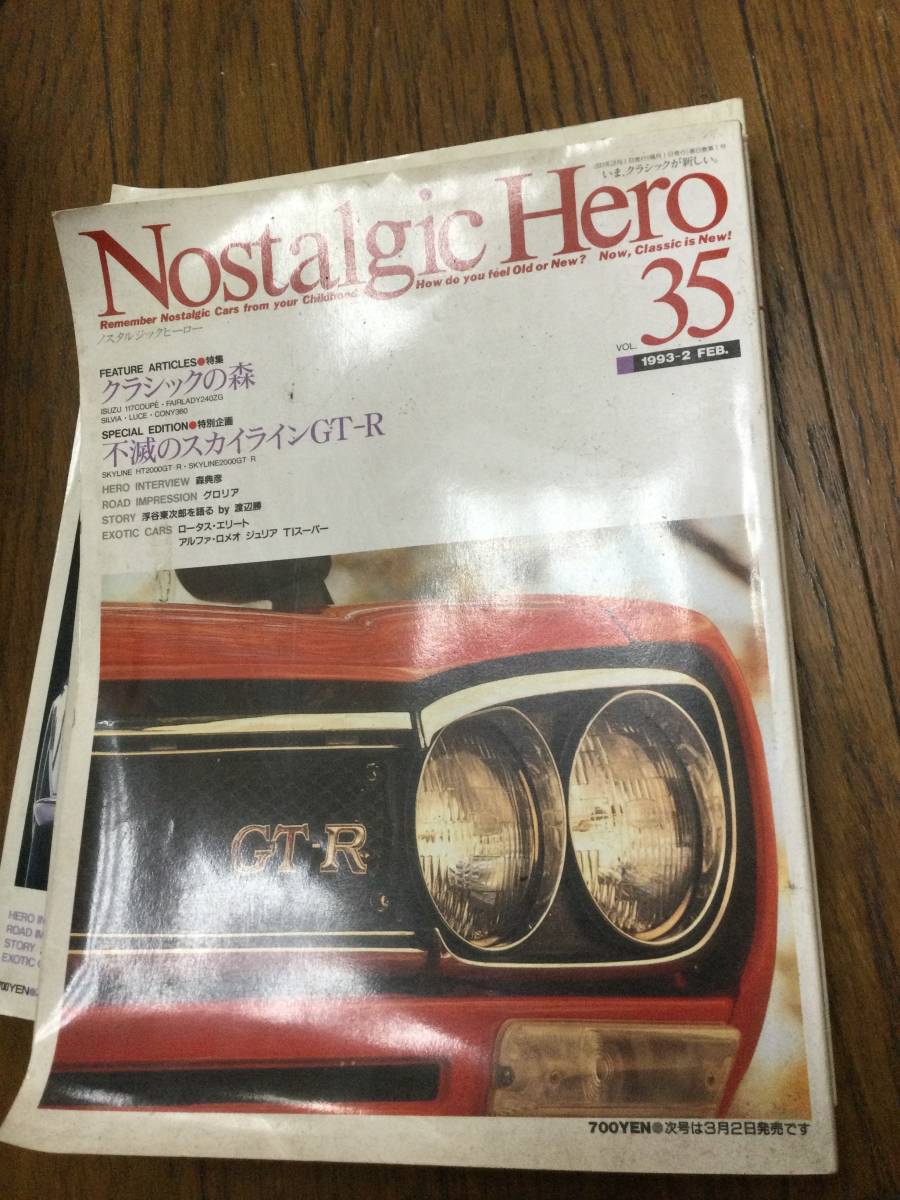 いま、クラシックが新しい。
Nostalgic Hero
Remember Nostalgic Cars from your Childhood
How do you feel Old or New? Now, Classic is New!
ノスタルジックヒーロー
VOL. 35
1993-2 FEB.
FEATURE ARTICLES●特集
クラシックの森
ISUZU 117COUPE・FAIRLADY240ZG
SILVIA・LUCE・CONY360
SPECIAL EDITION●特別企画
不滅のスカイラインGT-R
SKYLINE HT2000GT-R・SKYLINE2000GT-R
HERO INTERVIEW 森典彦
ROAD IMPRESSION グロリア
STORY 浮谷東次郎を語る by 渡辺勝
EXOTIC CARS ロータス・エリート
アルファ・ロメオ ジュリア TIスーパー
GT-R
HERO IN
ROAD IM
STORY
EXOTIC C
700YEN●
700YEN●次号は3月2日発売です